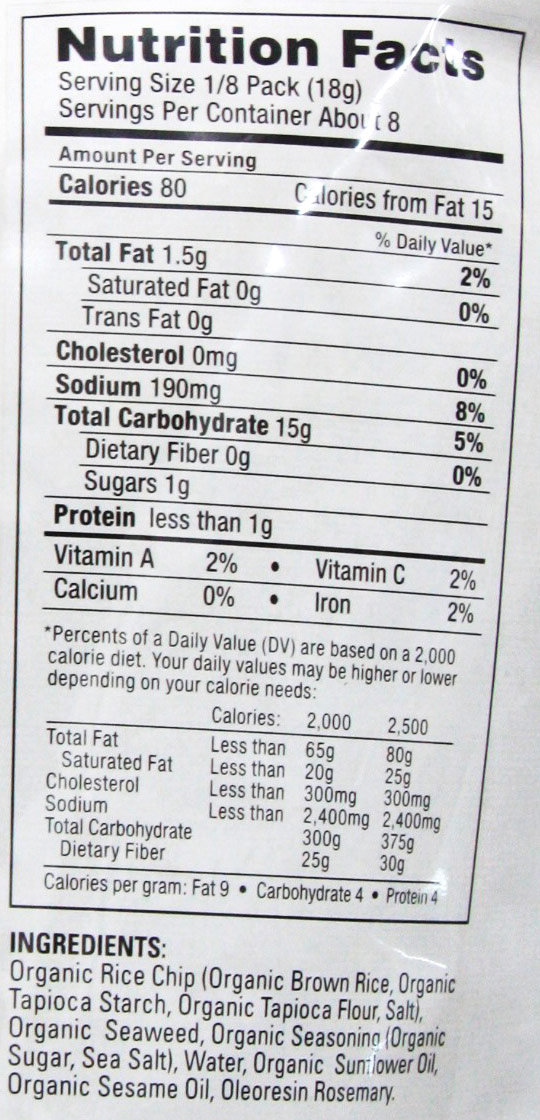 Nutrition Facts
Serving Size 1/8 Pack (18g)
Servings Per Container About 8
Amount Per Serving
Calories 80 Calories from Fat 15
% Daily Value*
Total Fat 1.5g 2%
Saturated Fat 0g 0%
Trans Fat 0g
Cholesterol 0mg 0%
Sodium 190mg 8%
Total Carbohydrate 15g 5%
Dietary Fiber 0g 0%
Sugars 1g
Protein less than 1g
Vitamin A 2% • Vitamin C 2%
Calcium 0% • Iron 2%
*Percents of a Daily Value (DV) are based on a 2,000
calorie diet. Your daily values may be higher or lower
depending on your calorie needs:
Calories: 2,000 2,500
Total Fat Less than 65g 80g
Saturated Fat Less than 20g 25g
Cholesterol Less than 300mg 300mg
Sodium Less than 2,400mg 2,400mg
Total Carbohydrate 300g 375g
Dietary Fiber 25g 30g
Calories per gram: Fat 9 • Carbohydrate 4 • Protein 4
INGREDIENTS:
Organic Rice Chip (Organic Brown Rice, Organic
Tapioca Starch, Organic Tapioca Flour, Salt),
Organic Seaweed, Organic Seasoning (Organic
Sugar, Sea Salt), Water, Organic Sunflower Oil,
Organic Sesame Oil, Oleoresin Rosemary.